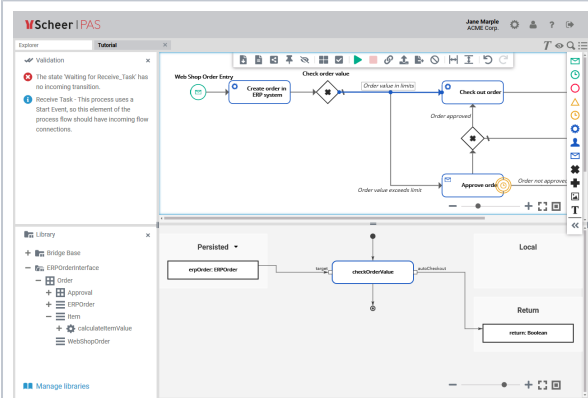 Scheer PAS
Jane Marple
ACME Corp.
Explorer
Tutorial
Validation
The state 'Waiting for Receive_Task' has
no incoming transition.
Receive Task - This process uses a
Start Event, so this element of the
process flow should have incoming flow
connections.
Web Shop Order Entry
Create order in
ERP system
Check order value
Order value in limits
Check out order
Order approved
Approve order
Order not approved
Order value exceeds limit
T
T
Library
Bridge Base
ERPOrderInterface
Order
Approval
ERPOrder
Item
calculateItemValue
WebShopOrder
Manage libraries
Persisted
erpOrder: ERPOrder
target
checkOrderValue
autoCheckout
Local
Return
return: Boolean